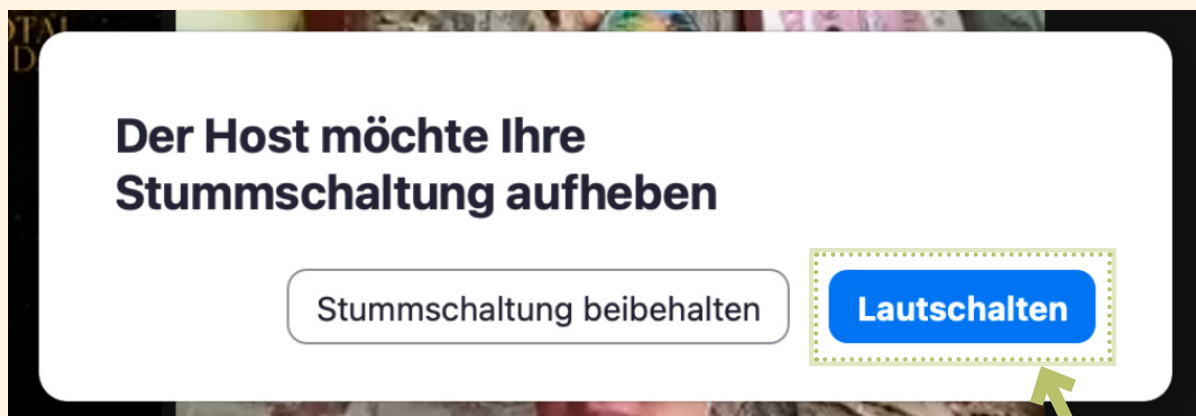 Der Host möchte Ihre
Stummschaltung aufheben
Stummschaltung beibehalten
Lautschalten